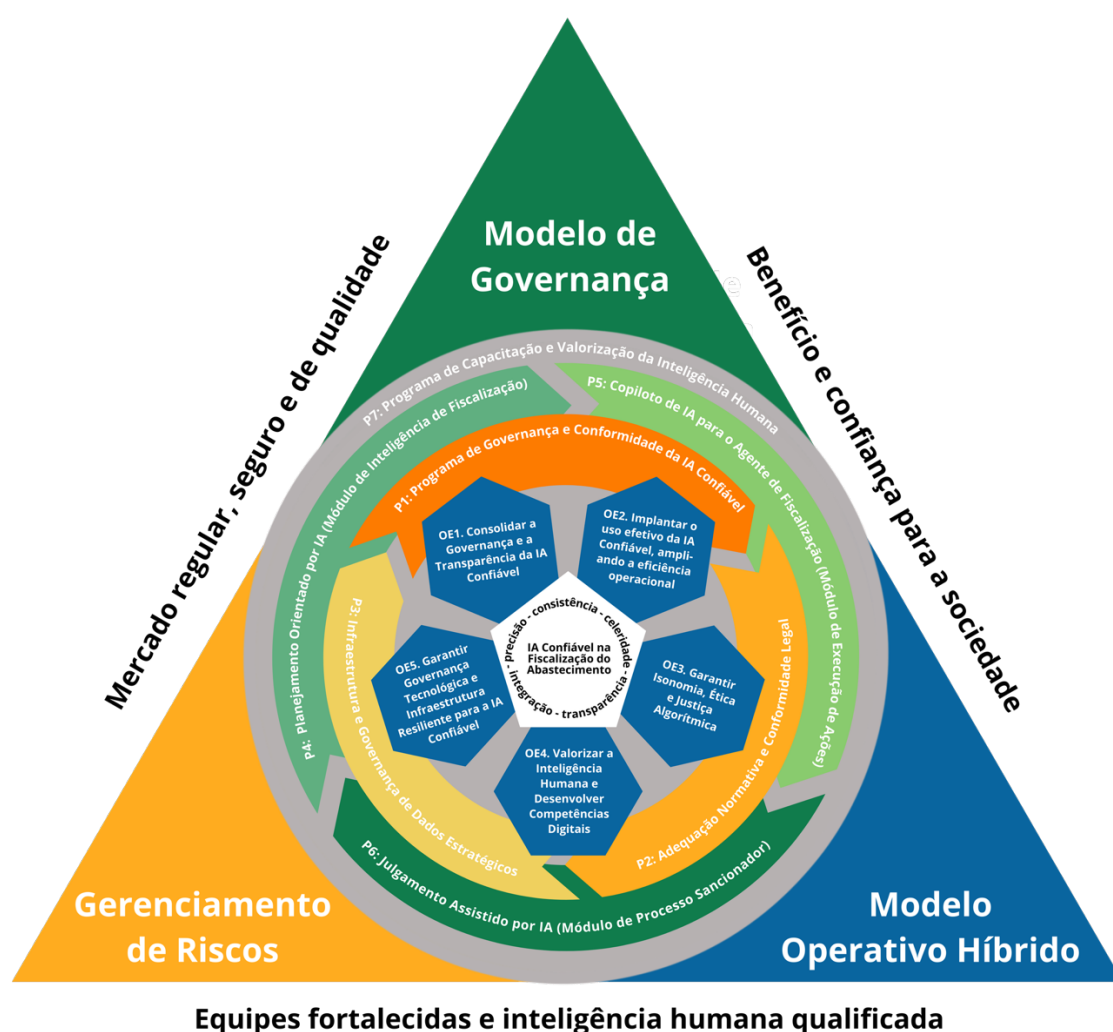 Modelo de
Governança
Mercado regular, seguro e de qualidade
Benefício e confiança para a sociedade
P7: Programa de Capacitação e Valorização da Inteligência Humana
P4: Planejamento Orientado por IA (Módulo de Inteligência de Fiscalização)
P5: Copiloto de IA para o Agente de Fiscalização (Módulo de Execução de Ações)
P1: Programa de Governança e Conformidade da IA Confiável
OE1. Consolidar a
Governança e a
Transparência da IA
Confiável
OE2. Implantar o
uso efetivo da IA
Confiável, ampli-
ando a eficiência
operacional
P3: Infraestrutura e Governança de Dados Estratégicos
P2: Adequação Normativa e Conformidade Legal
- precisão - consistência - celeridade - transparência - integração
IA Confiável na
Fiscalização do
Abastecimento
OE5. Garantir
Governança
Tecnológica e
Infraestrutura
Resiliente para a IA
Confiável
OE3. Garantir
Isonomia, Ética
e Justiça
Algorítmica
OE4. Valorizar a
Inteligência
Humana e
Desenvolver
Competências
Digitais
P6: Julgamento Assistido por IA (Módulo de Processo Sancionador)
Gerenciamento
de Riscos
Modelo
Operativo Híbrido
Equipes fortalecidas e inteligência humana qualificada